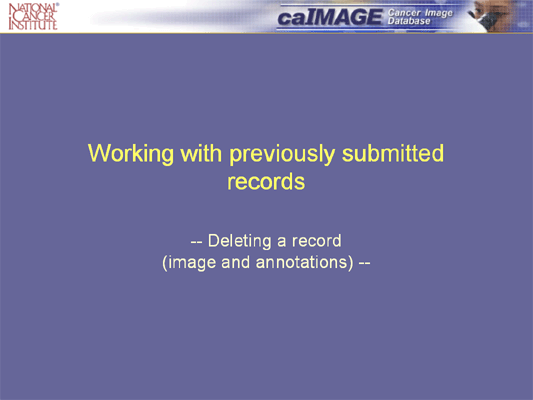 NATIONAL®
CANCER
INSTITUTE
caIMAGE Cancer Image
Database
Working with previously submitted
records
-- Deleting a record
(image and annotations) --